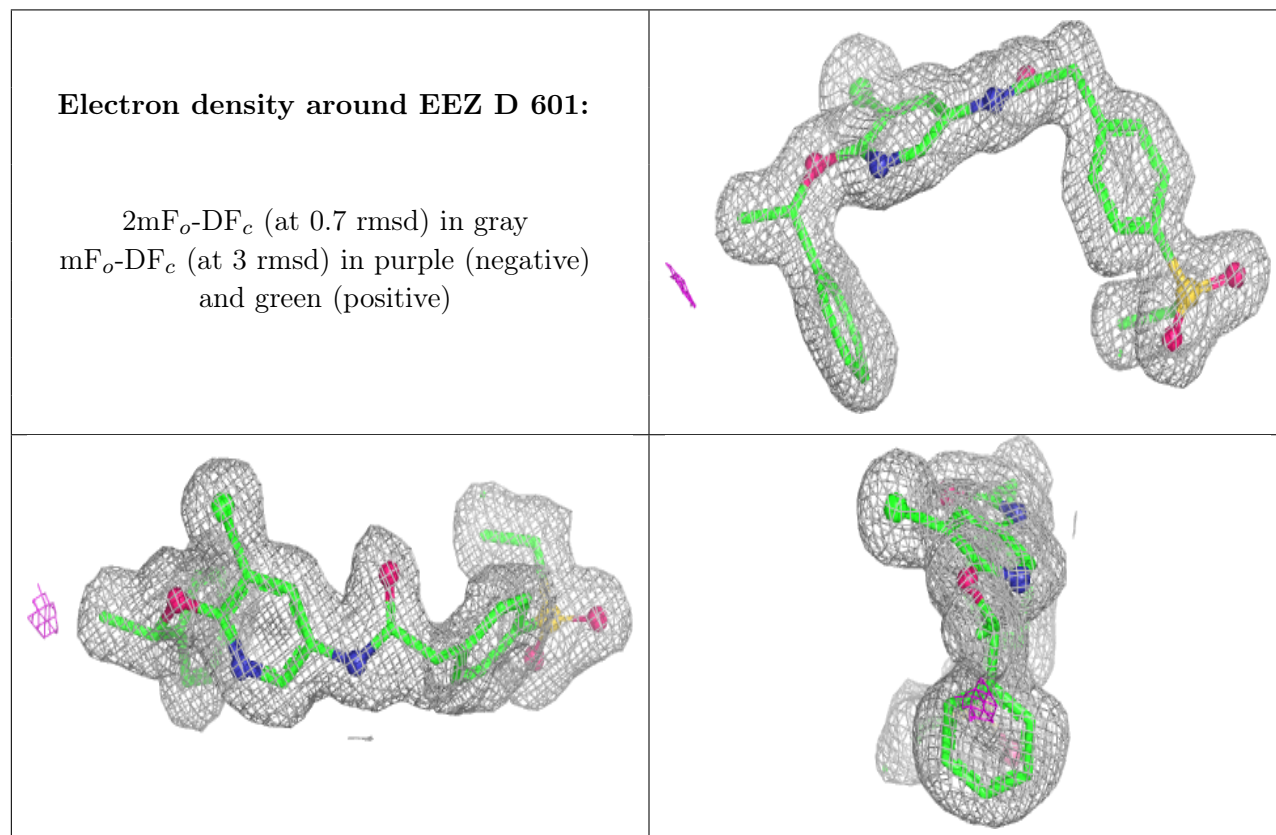 Electron density around EEZ D 601:
2mFo-DFc (at 0.7 rmsd) in gray
mFo-DFc (at 3 rmsd) in purple (negative)
and green (positive)